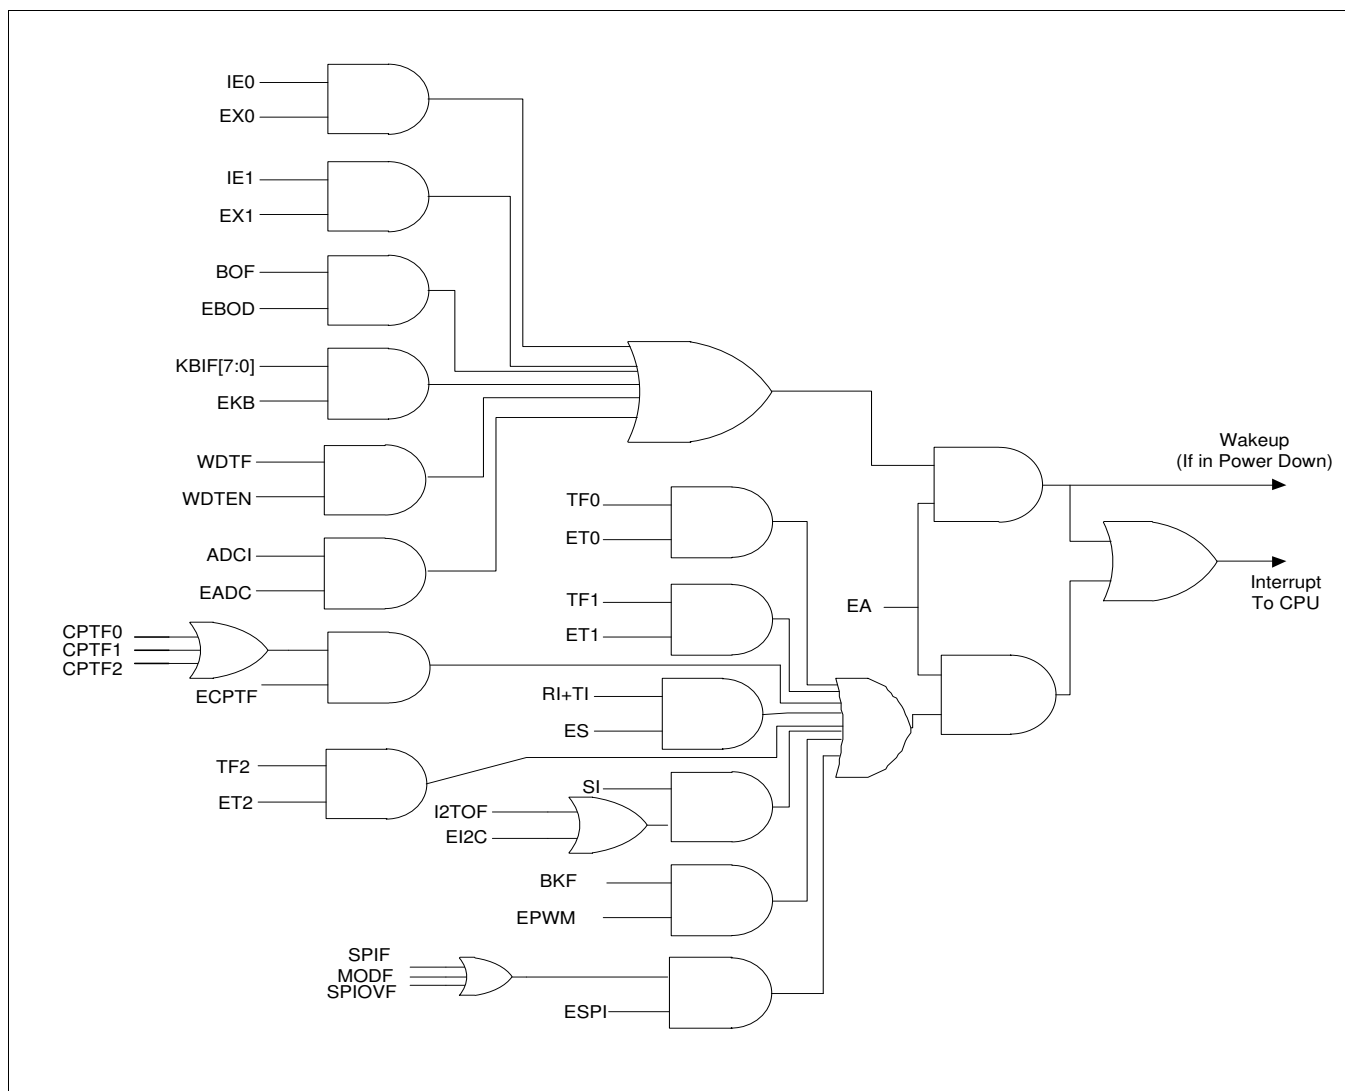 IE0
EX0
IE1
EX1
BOF
EBOD
KBIF[7:0]
EKB
WDTF
WDTEN
ADCI
EADC
CPTF0
CPTF1
CPTF2
ECPTF
TF2
ET2
TF0
ET0
TF1
ET1
RI+TI
ES
SI
I2TOF
EI2C
BKF
EPWM
SPIF
MODF
SPIOVF
ESPI
EA
Wakeup
(If in Power Down)
Interrupt
To CPU